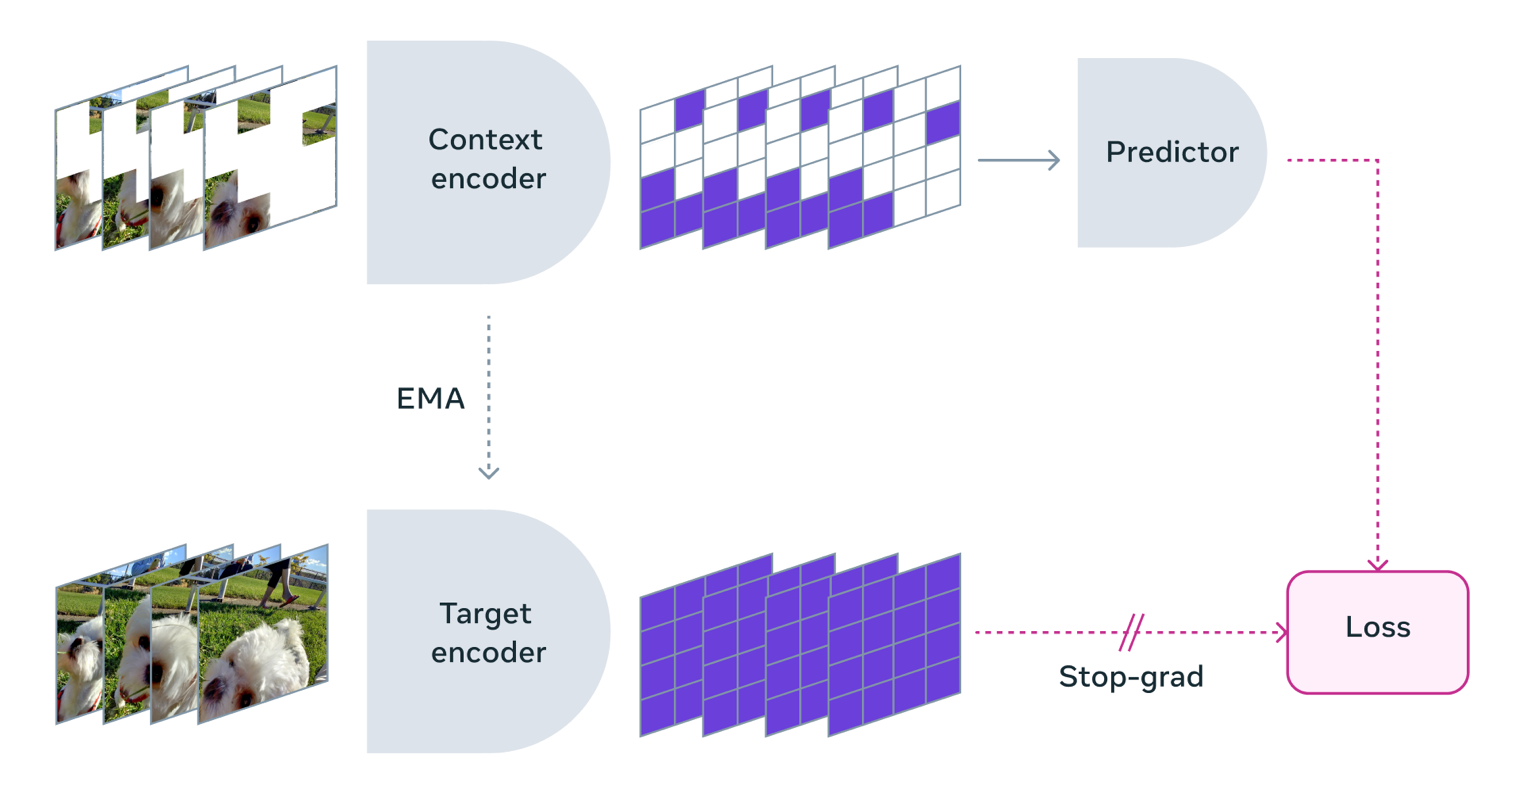 Context
encoder
Predictor
EMA
Target
encoder
Stop-grad
Loss